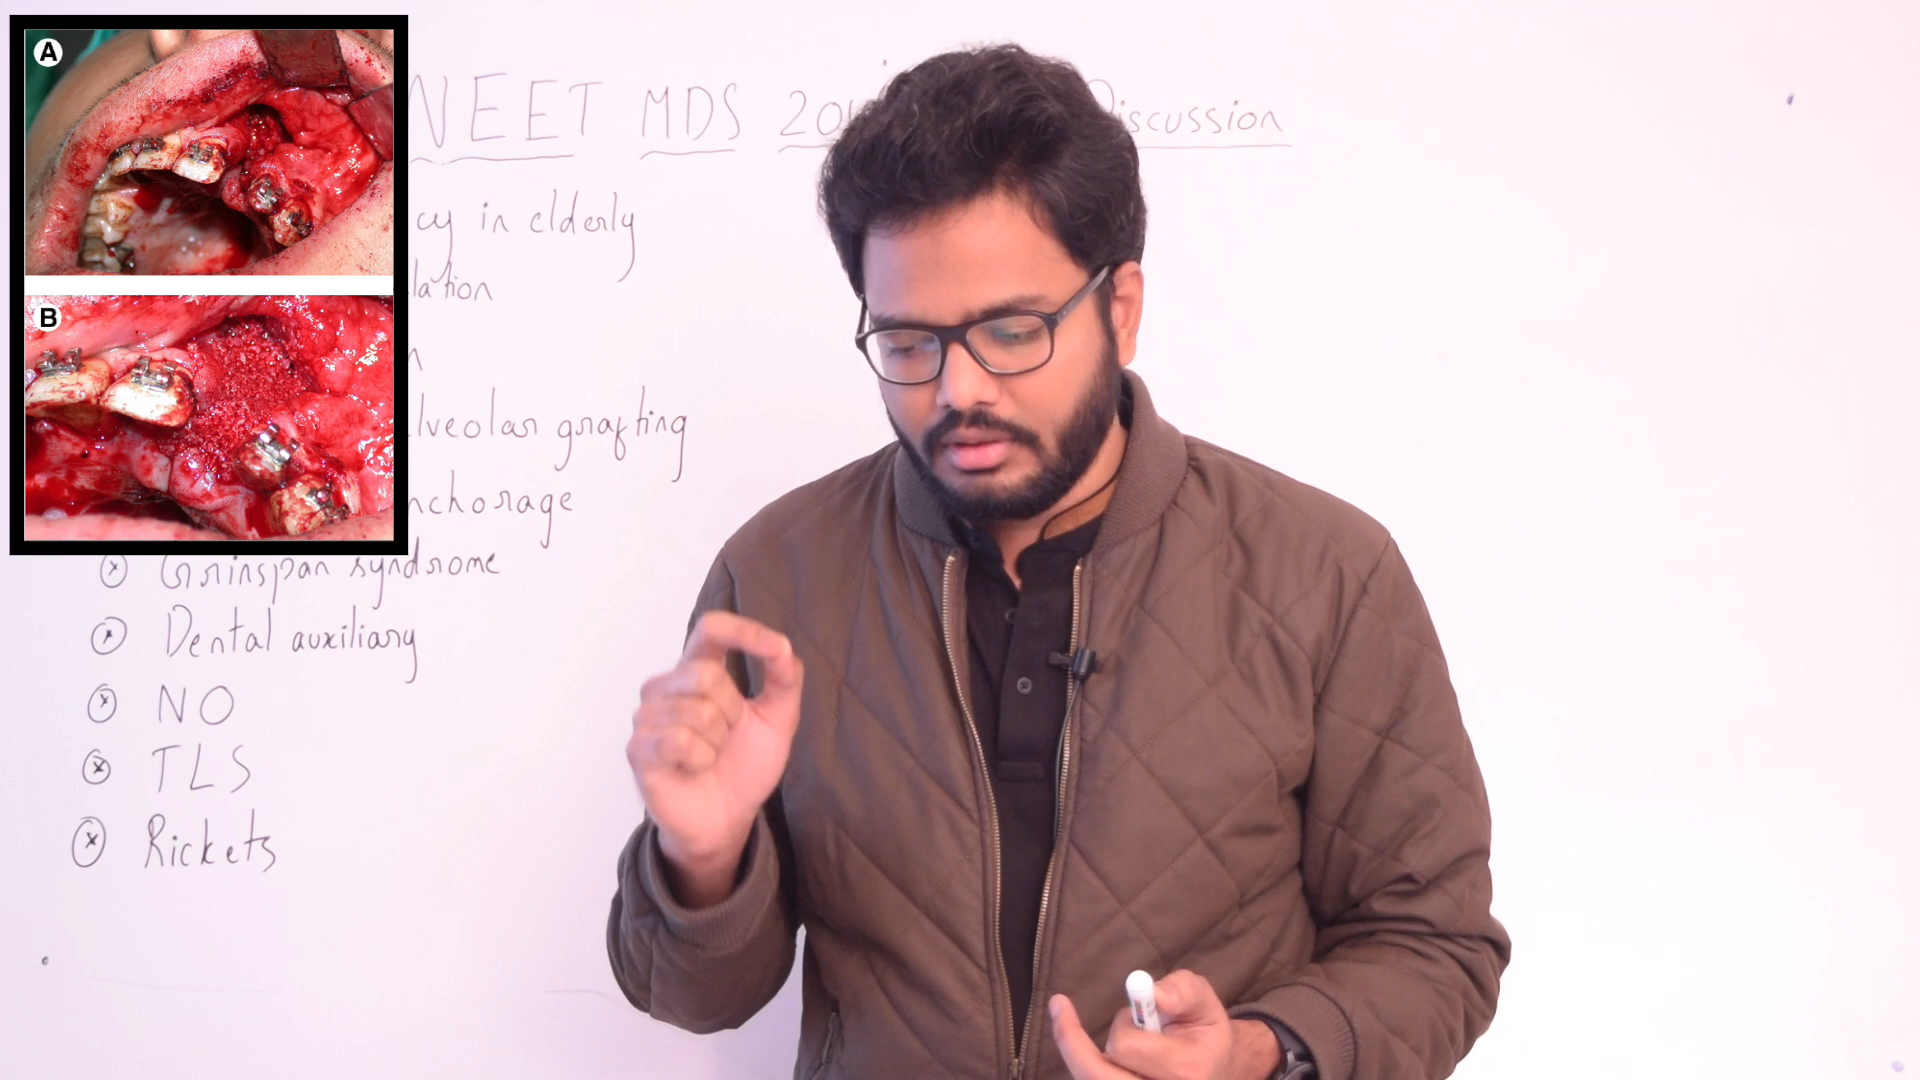 A
B
NEET MDS 20 iscussion
cy in elderly
lation
n
lveolar grafting
nchorage
Grinspan syndrome
Dental auxiliary
NO
TLS
Rickets